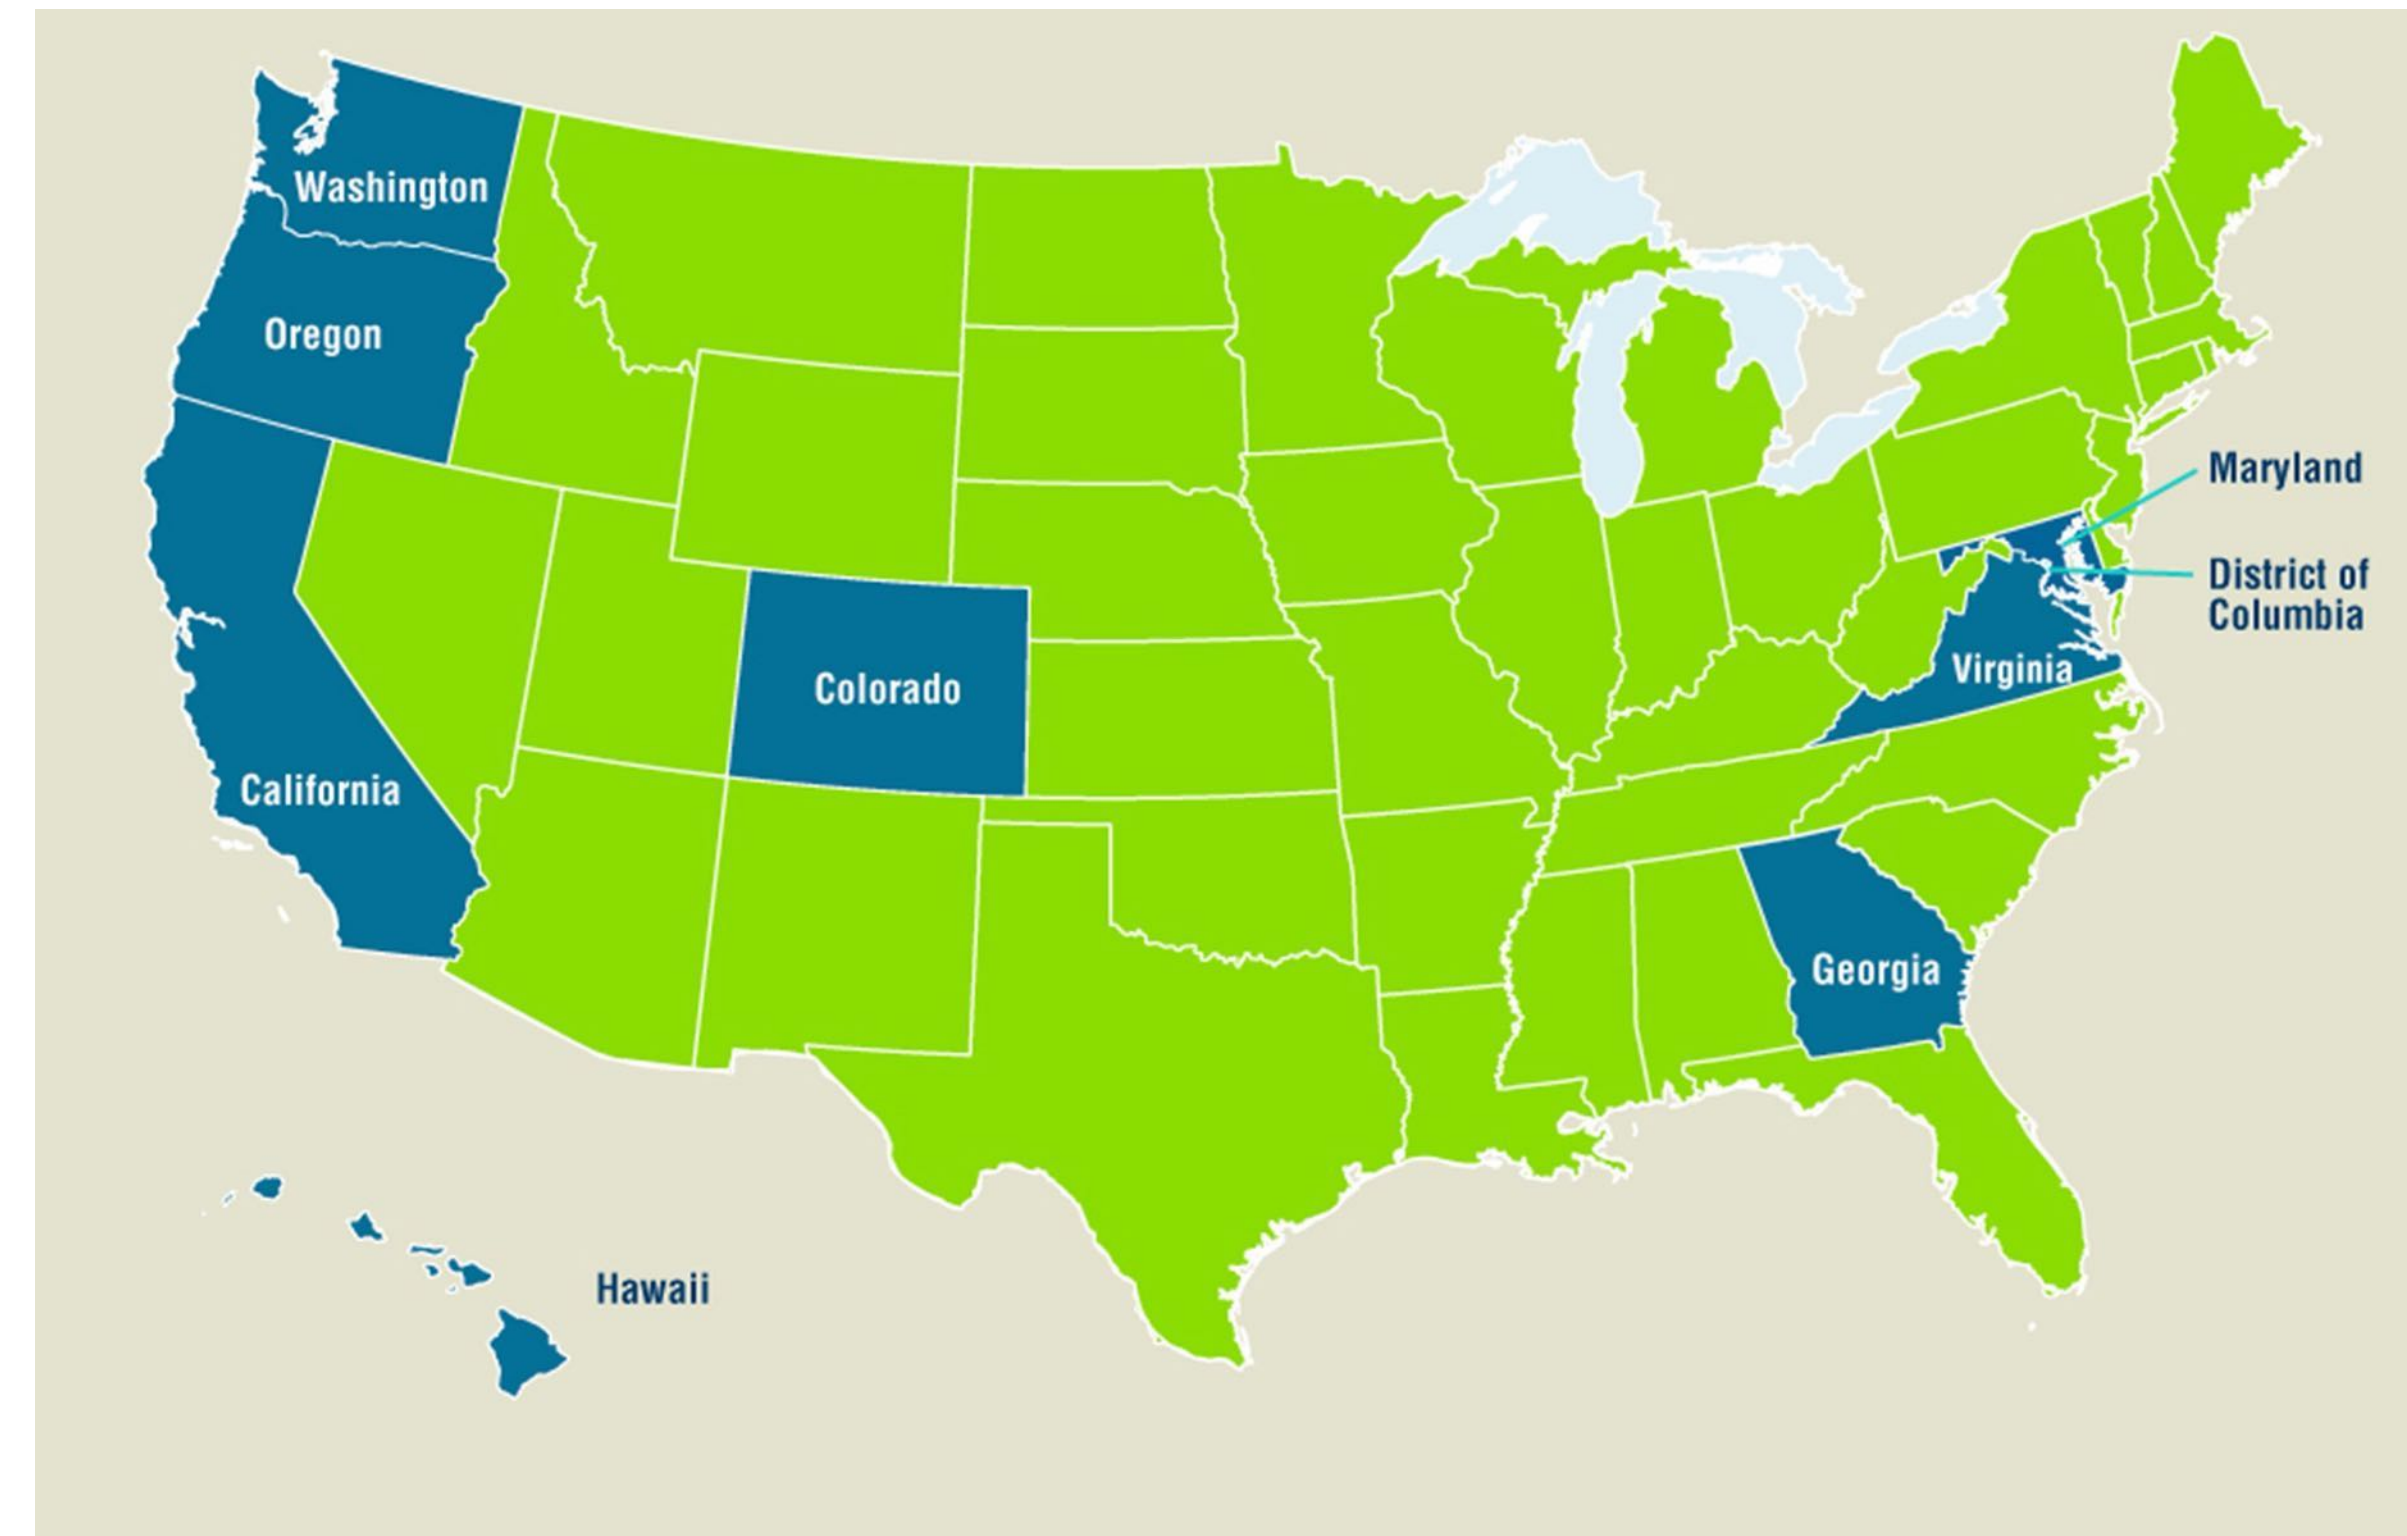 Washington
Oregon
Maryland
District of
Columbia
Virginia
Colorado
California
Georgia
Hawaii